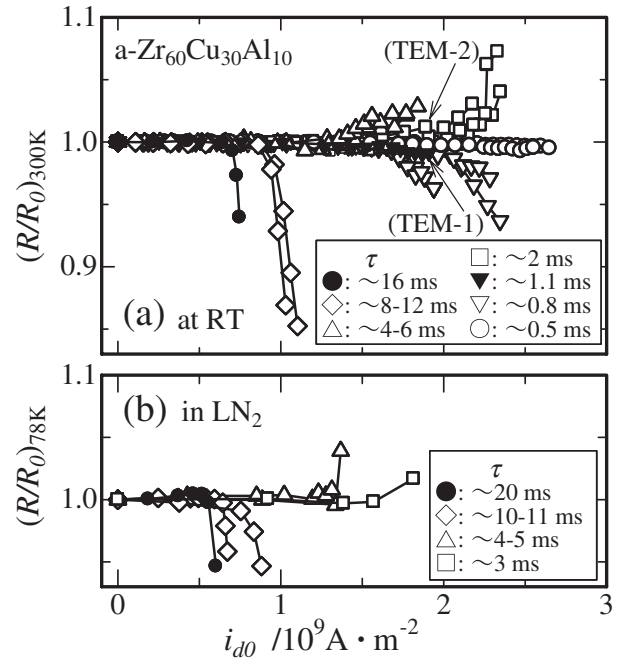 1.1
a-Zr60Cu30Al10
(TEM-2)
1.0
(TEM-1)
0.9
(R/R0)300K
(a) at RT
τ
●: ~16 ms
◇: ~8-12 ms
△: ~4-6 ms
□: ~2 ms
▼: ~1.1 ms
▽: ~0.8 ms
○: ~0.5 ms
1.1
(b) in LN2
1.0
(R/R0)78K
τ
●: ~20 ms
◇: ~10-11 ms
△: ~4-5 ms
□: ~3 ms
0 1 2 3
id0 /10⁹A · m⁻²